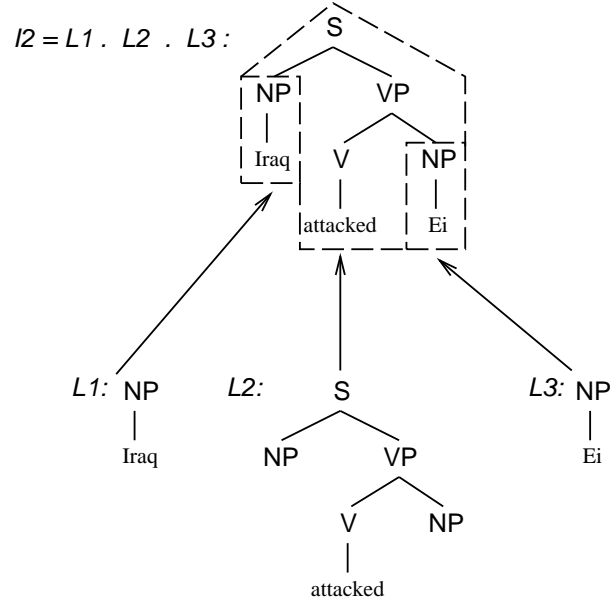 I2 = L1 . L2 . L3 :
S
NP VP
Iraq V NP
attacked Ei
L1: NP L2: S L3: NP
Iraq NP VP Ei
V NP
attacked